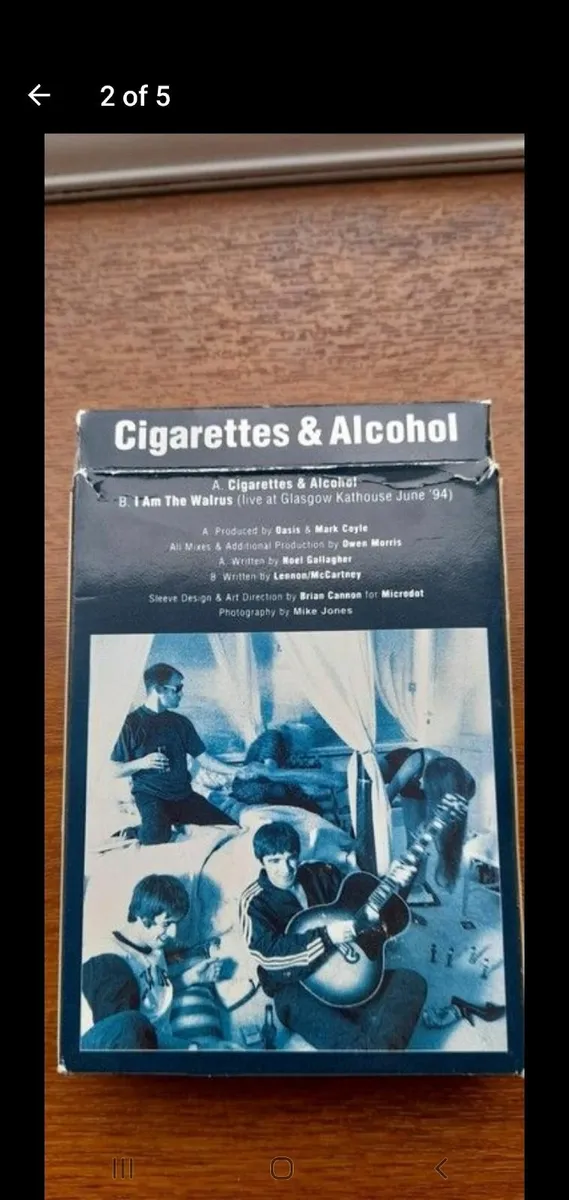 2 of 5
Cigarettes & Alcohol
A. Cigarettes & Alcohol
B. I Am The Walrus (live at Glasgow Kathouse June '94)
A Produced by Oasis & Mark Coyle
All Mixes & Additional Production by Owen Morris
A. Written by Noel Gallagher
B Written by Lennon/McCartney
Sleeve Design & Art Direction by Brian Cannon for Microdot
Photography by Mike Jones